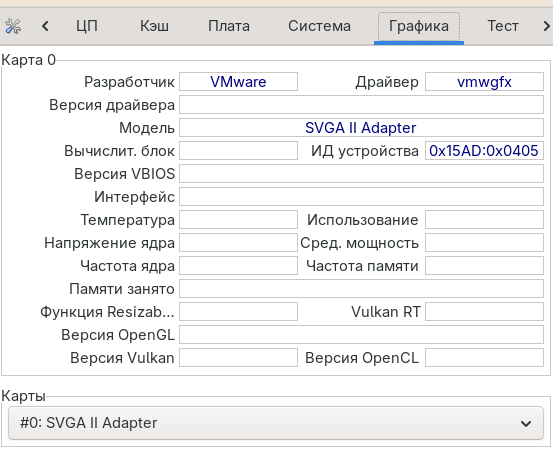 ЦП Кэш Плата Система Графика Тест
Карта 0
Разработчик VMware Драйвер vmwgfx
Версия драйвера
Модель SVGA II Adapter
Вычислит. блок ИД устройства 0x15AD:0x0405
Версия VBIOS
Интерфейс
Температура Использование
Напряжение ядра Сред. мощность
Частота ядра Частота памяти
Памяти занято
Функция Resizab... Vulkan RT
Версия OpenGL
Версия Vulkan Версия OpenCL
Карты
#0: SVGA II Adapter